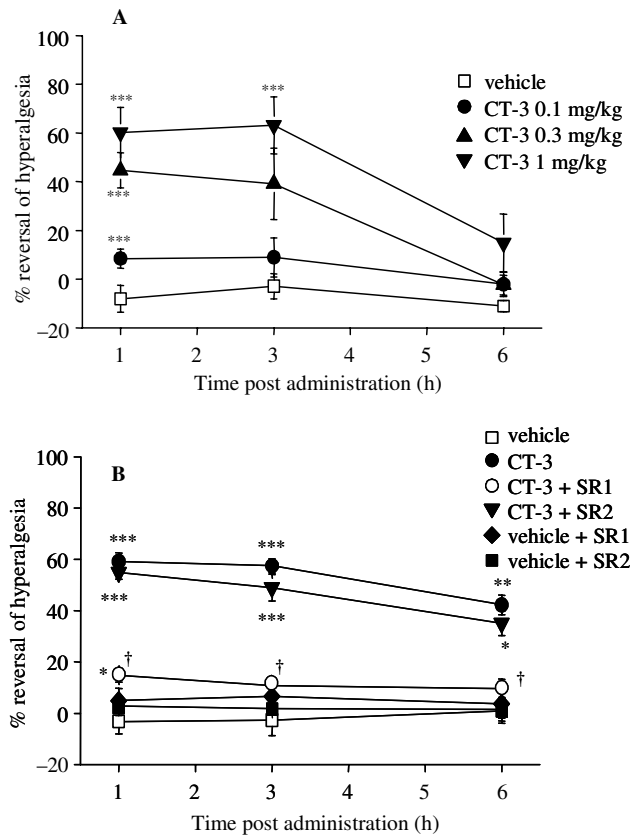 A
100
80
60
40
20
0
−20
% reversal of hyperalgesia
***
***
***
***
vehicle
CT-3 0.1 mg/kg
CT-3 0.3 mg/kg
CT-3 1 mg/kg
1 2 3 4 5 6
Time post administration (h)
B
100
80
60
40
20
0
−20
% reversal of hyperalgesia
vehicle
CT-3
CT-3 + SR1
CT-3 + SR2
vehicle + SR1
vehicle + SR2
***
***
**
***
***
*
* †
†
†
1 2 3 4 5 6
Time post administration (h)